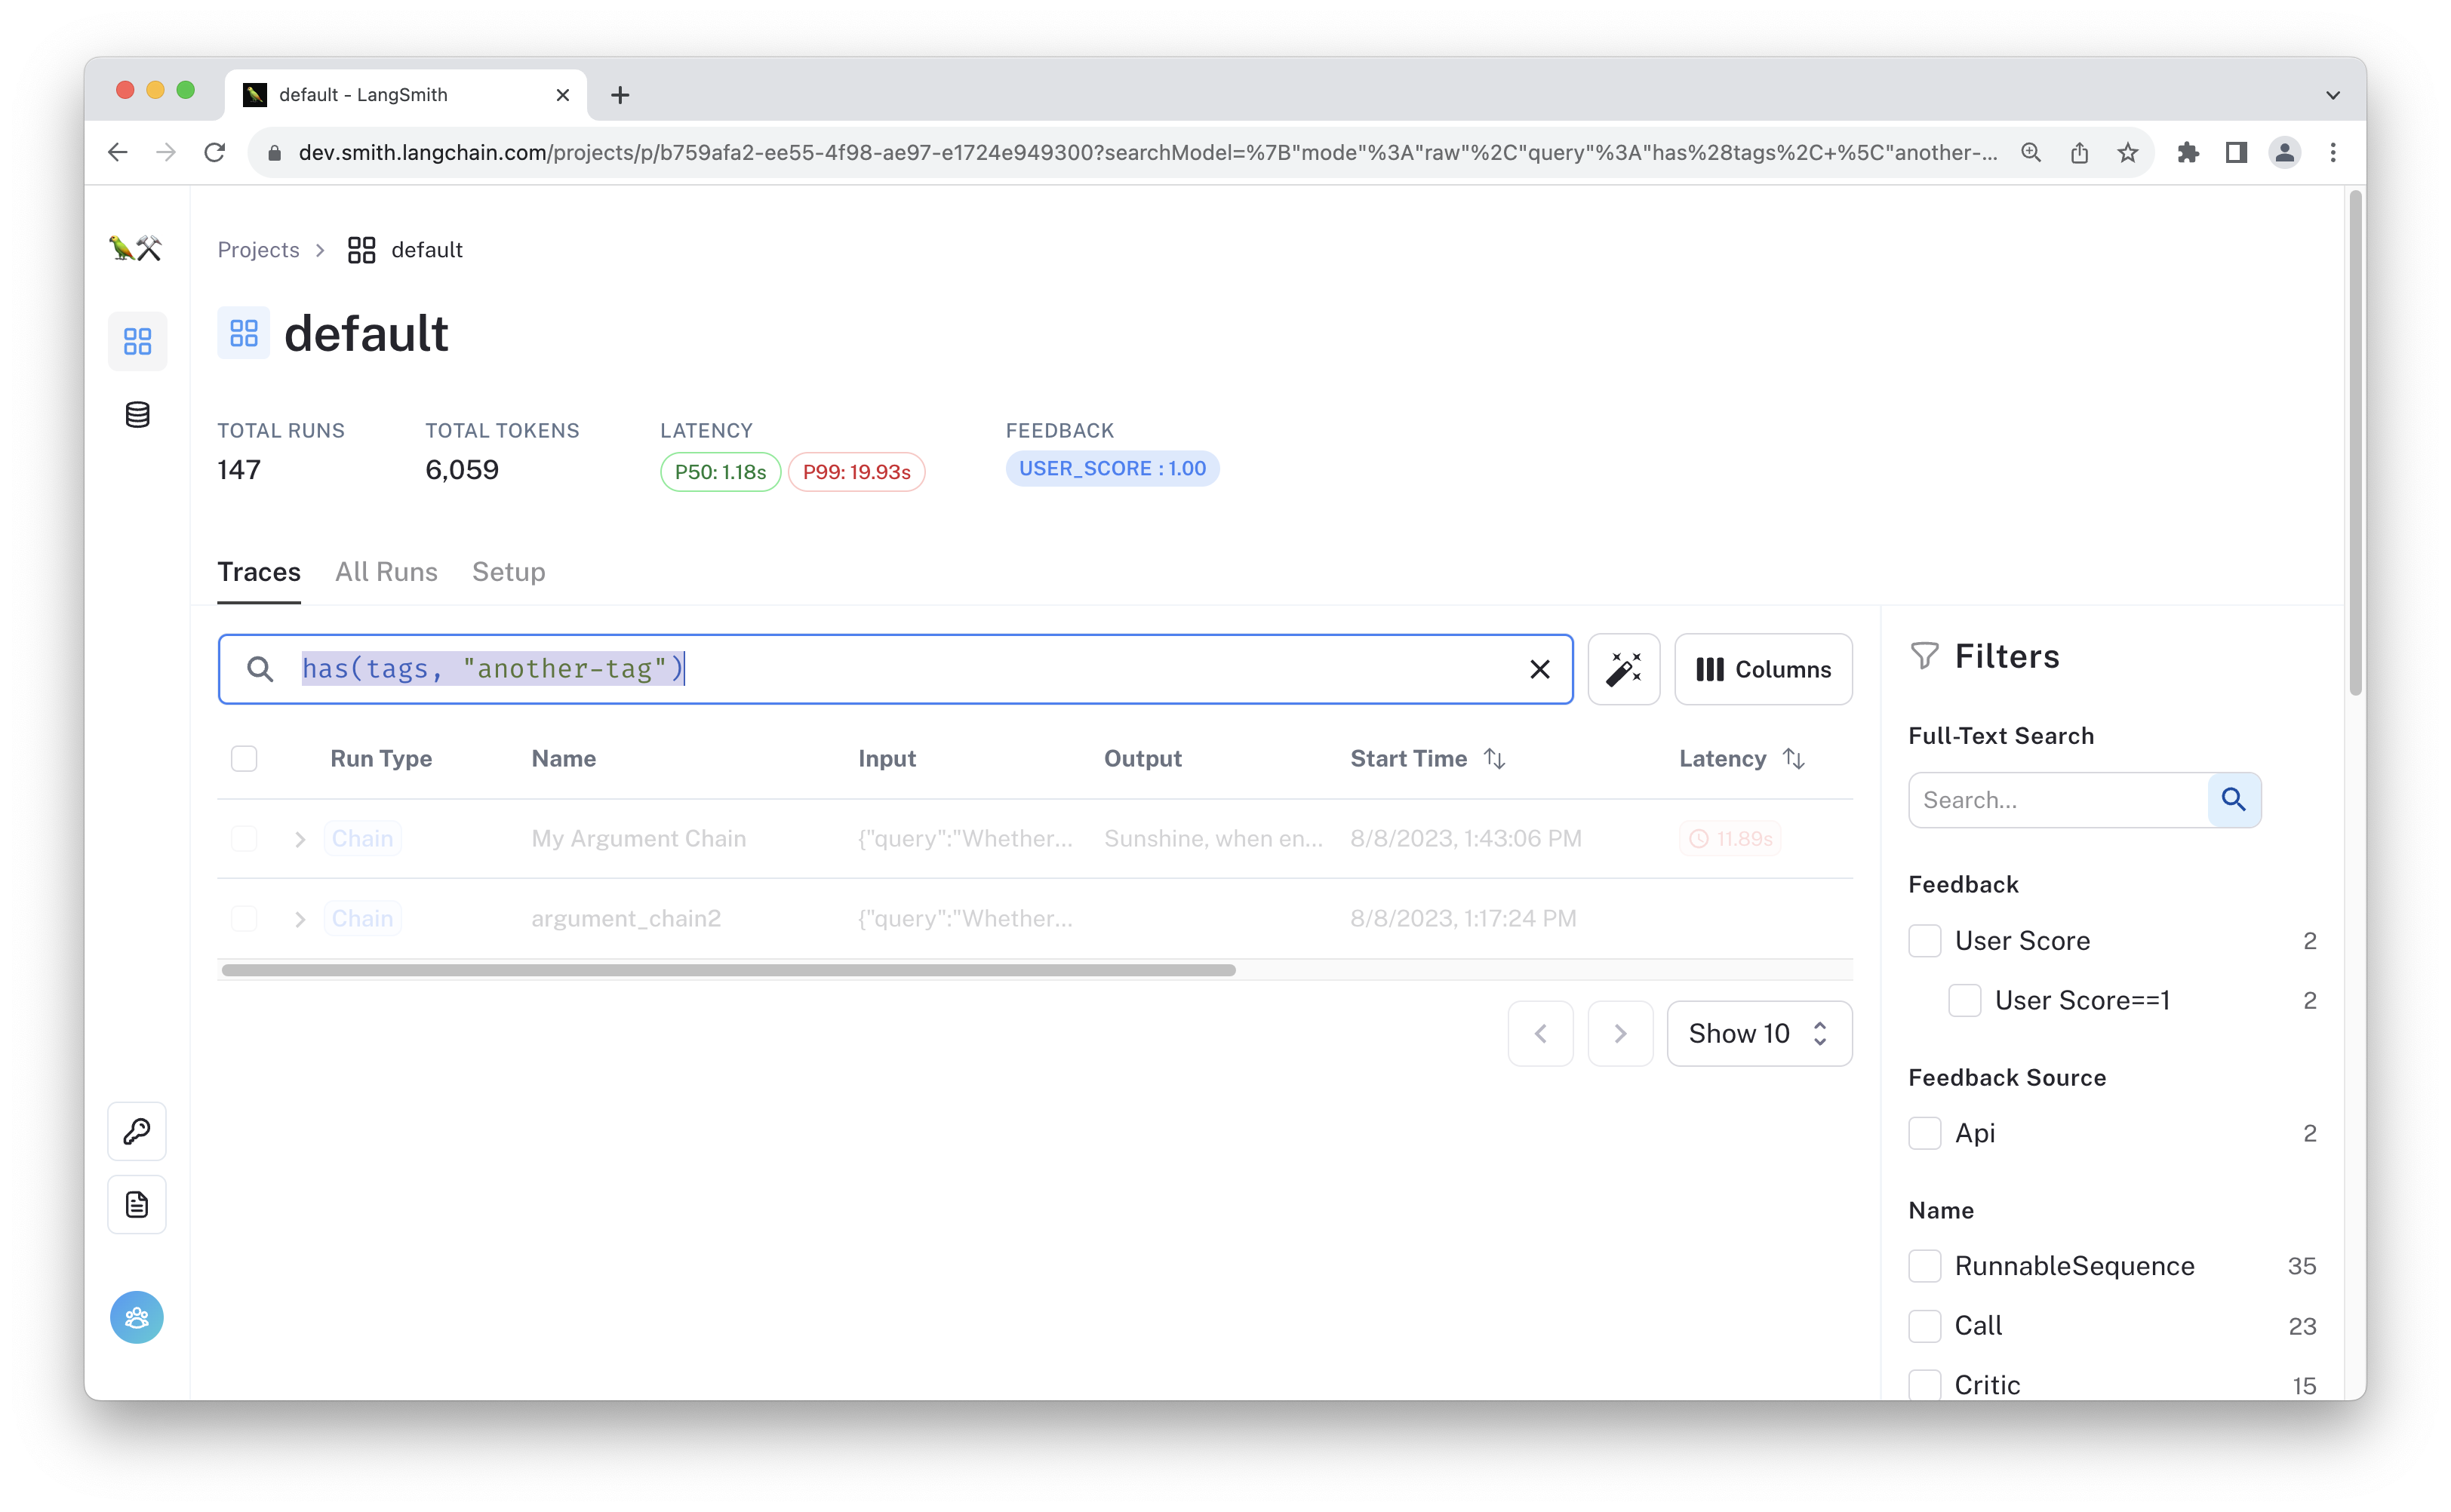 default - LangSmith
dev.smith.langchain.com/projects/p/b759afa2-ee55-4f98-ae97-e1724e949300?searchModel=%7B"mode"%3A"raw"%2C"query"%3A"has%28tags%2C+%5C"another-...
Projects > default
default
TOTAL RUNS TOTAL TOKENS LATENCY FEEDBACK
147 6,059 P50: 1.18s P99: 19.93s USER_SCORE : 1.00
Traces All Runs Setup
has(tags, "another-tag")
Columns
Run Type Name Input Output Start Time Latency
Chain My Argument Chain {"query":"Whether... Sunshine, when en... 8/8/2023, 1:43:06 PM 11.89s
Chain argument_chain2 {"query":"Whether... 8/8/2023, 1:17:24 PM
Show 10
Filters
Full-Text Search
Search...
Feedback
User Score 2
User Score==1 2
Feedback Source
Api 2
Name
RunnableSequence 35
Call 23
Critic 15